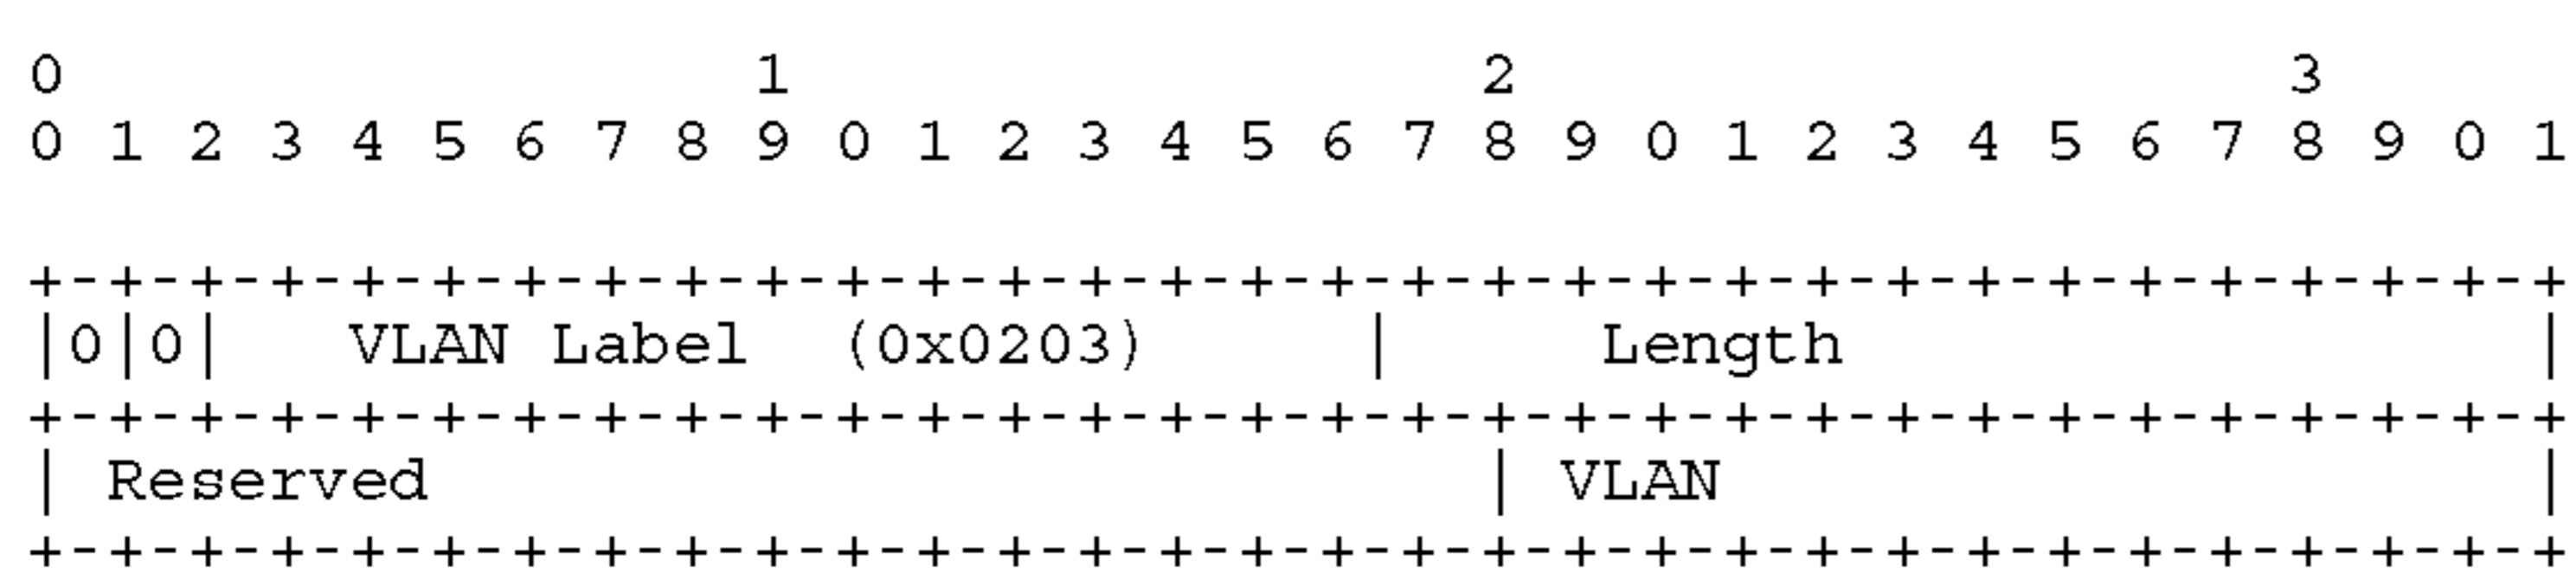 0                 1                 2                   3
0 1 2 3 4 5 6 7 8 9 0 1 2 3 4 5 6 7 8 9 0 1 2 3 4 5 6 7 8 9 0 1
+-+-+-+-+-+-+-+-+-+-+-+-+-+-+-+-+-+-+-+-+-+-+-+-+-+-+-+-+-+-+-+
|0|0|   VLAN Label  (0x0203)     |     Length                 |
+-+-+-+-+-+-+-+-+-+-+-+-+-+-+-+-+-+-+-+-+-+-+-+-+-+-+-+-+-+-+-+
| Reserved                          | VLAN                    |
+-+-+-+-+-+-+-+-+-+-+-+-+-+-+-+-+-+-+-+-+-+-+-+-+-+-+-+-+-+-+-+